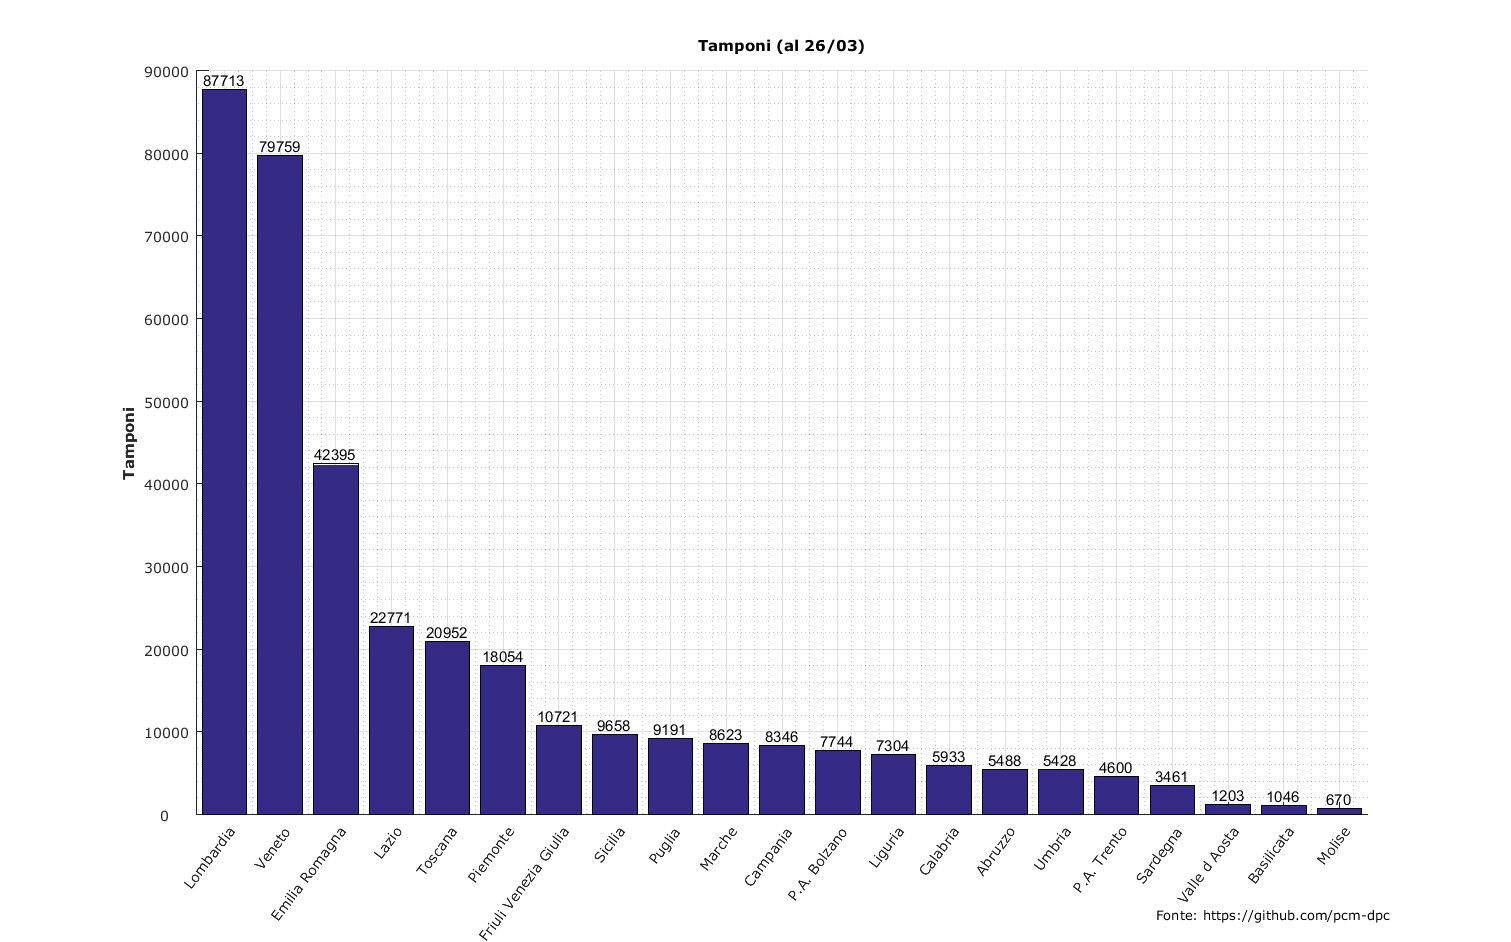 Tamponi (al 26/03)
Tamponi
90000
80000
70000
60000
50000
40000
30000
20000
10000
0
87713
79759
42395
22771
20952
18054
10721
9658
9191
8623
8346
7744
7304
5933
5488
5428
4600
3461
1203
1046
670
Lombardia
Veneto
Emilia Romagna
Lazio
Toscana
Piemonte
Friuli Venezia Giulia
Sicilia
Puglia
Marche
Campania
P.A. Bolzano
Liguria
Calabria
Abruzzo
Umbria
P.A. Trento
Sardegna
Valle d Aosta
Basilicata
Molise
Fonte: https://github.com/pcm-dpc